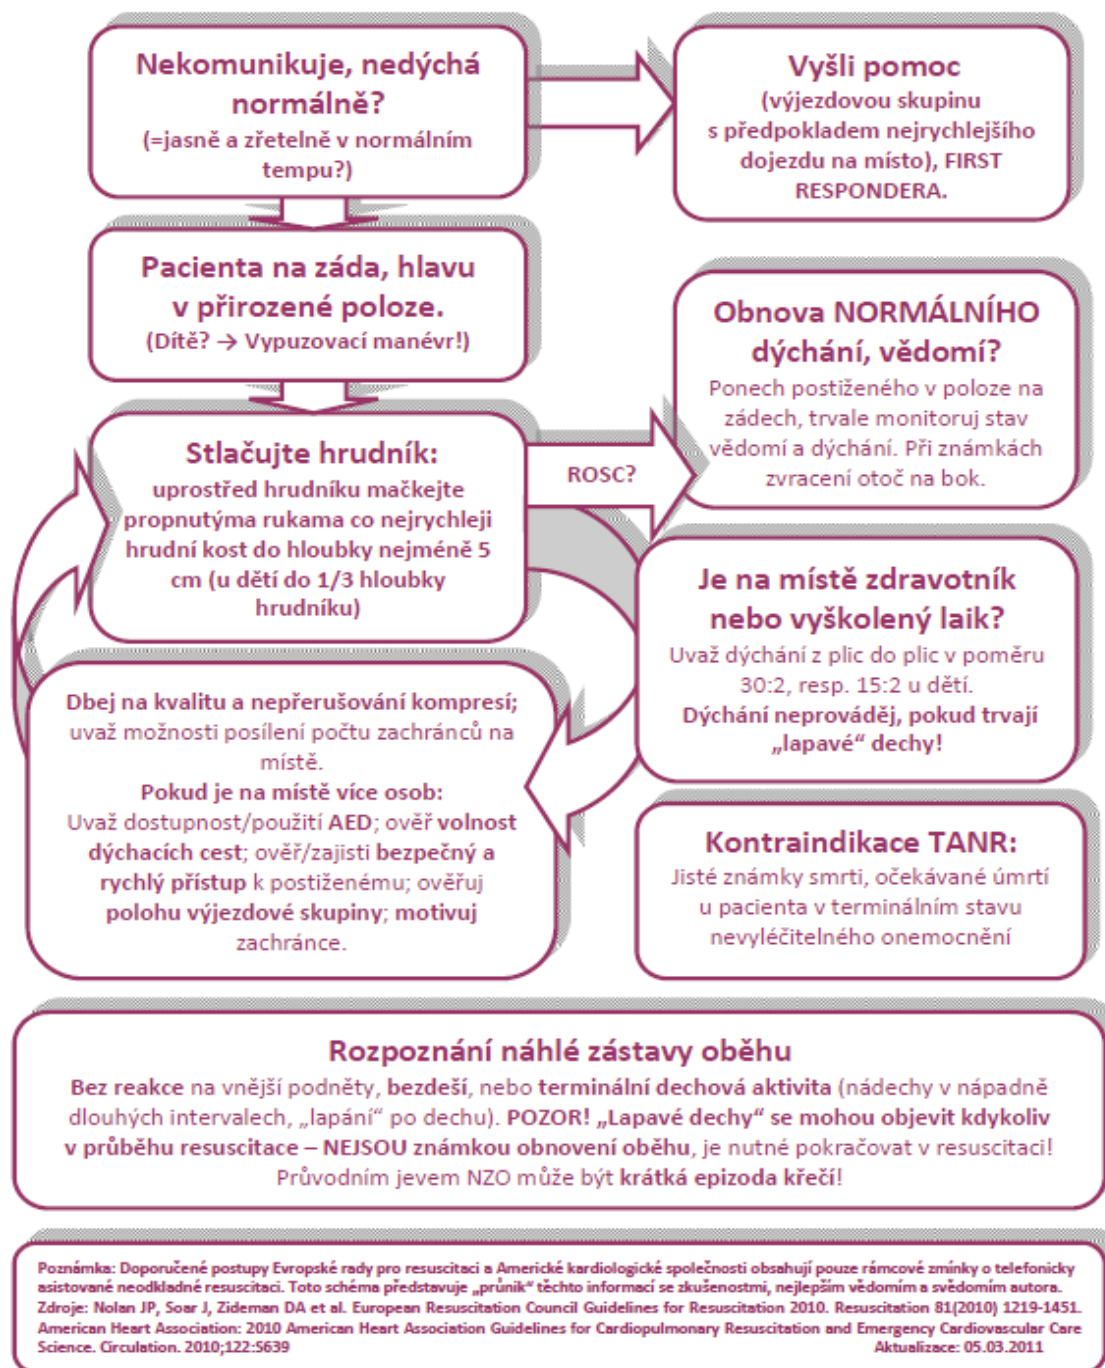 Nekomunikuje, nedýchá
normálně?
(=jasně a zřetelně v normálním
tempu?)
Vyšli pomoc
(výjezdovou skupinu
s předpokladem nejrychlejšího
dojezdu na místo), FIRST
RESPONDERA.
Pacienta na záda, hlavu
v přirozené poloze.
(Dítě? → Vypuzovací manévr!)
Obnova NORMÁLNÍHO
dýchání, vědomí?
Ponech postiženého v poloze na
zádech, trvale monitoruj stav
vědomí a dýchání. Při známkách
zvracení otoč na bok.
Stlačujte hrudník:
uprostřed hrudníku mačkejte
propnutýma rukama co nejrychleji
hrudní kost do hloubky nejméně 5
cm (u dětí do 1/3 hloubky
hrudníku)
ROSC?
Je na místě zdravotník
nebo vyškolený laik?
Uvaž dýchání z plic do plic v poměru
30:2, resp. 15:2 u dětí.
Dýchání neprováděj, pokud trvají
„lapavé“ dechy!
Dbej na kvalitu a nepřerušování kompresí;
uvaž možnosti posílení počtu zachránců na
místě.
Pokud je na místě více osob:
Uvaž dostupnost/použití AED; ověř volnost
dýchacích cest; ověř/zajisti bezpečný a
rychlý přístup k postiženému; ověřuj
polohu výjezdové skupiny; motivuj
zachránce.
Kontraindikace TANR:
Jisté známky smrti, očekávané úmrtí
u pacienta v terminálním stavu
nevyléčitelného onemocnění
Rozpoznání náhlé zástavy oběhu
Bez reakce na vnější podněty, bezdeší, nebo terminální dechová aktivita (nádechy v nápadně
dlouhých intervalech, „lapání“ po dechu). POZOR! „Lapavé dechy“ se mohou objevit kdykoliv
v průběhu resuscitace – NEJSOU známkou obnovení oběhu, je nutné pokračovat v resuscitaci!
Průvodním jevem NZO může být krátká epizoda křečí!
Poznámka: Doporučené postupy Evropské rady pro resuscitaci a Americké kardiologické společnosti obsahují pouze rámcové zmínky o telefonicky
asistované neodkladné resuscitaci. Toto schéma představuje „průnik“ těchto informací se zkušenostmi, nejlepším vědomím a svědomím autora.
Zdroje: Nolan JP, Soar J, Zideman DA et al. European Resuscitation Council Guidelines for Resuscitation 2010. Resuscitation 81(2010) 1219-1451.
American Heart Association: 2010 American Heart Association Guidelines for Cardiopulmonary Resuscitation and Emergency Cardiovascular Care
Science. Circulation. 2010;122:S639 Aktualizace: 05.03.2011